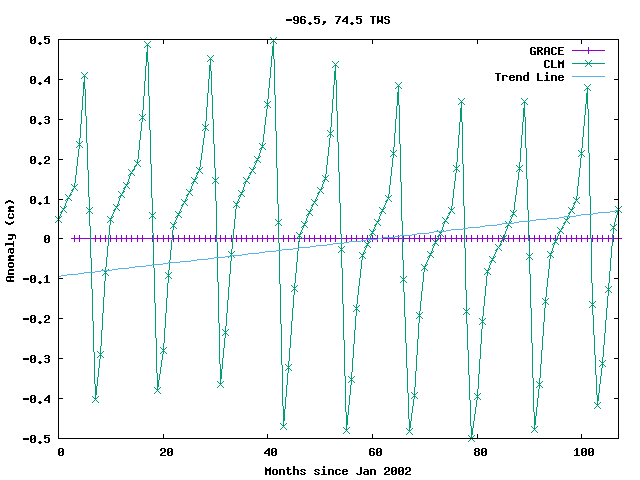 -96.5, 74.5 TWS
GRACE
CLM
Trend Line
0.5
0.4
0.3
0.2
0.1
0
-0.1
-0.2
-0.3
-0.4
-0.5
Anomaly (cm)
0 20 40 60 80 100
Months since Jan 2002